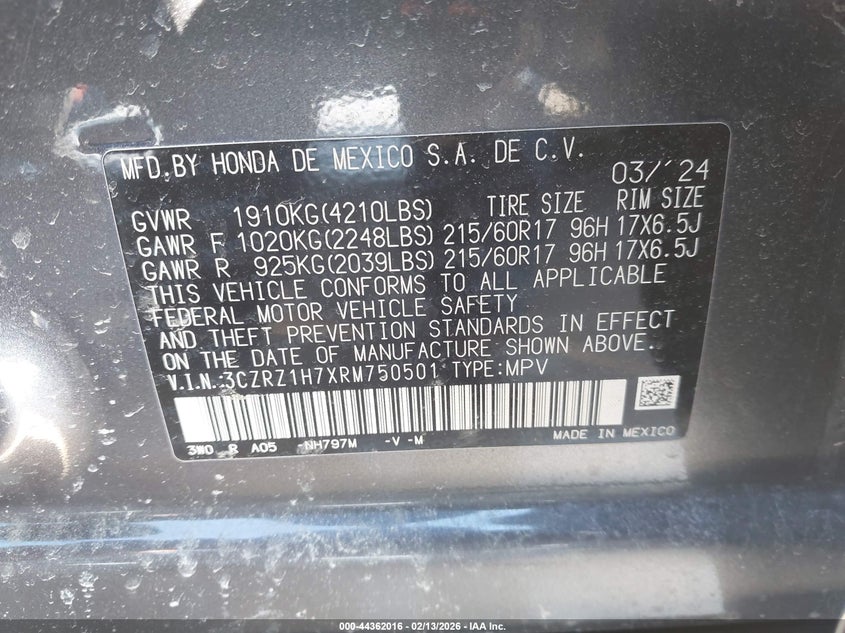 MFD.BY HONDA DE MEXICO S.A. DE C.V.
03/'24
GVWR 1910KG(4210LBS) TIRE SIZE RIM SIZE
GAWR F 1020KG(2248LBS) 215/60R17 96H 17X6.5J
GAWR R 925KG(2039LBS) 215/60R17 96H 17X6.5J
THIS VEHICLE CONFORMS TO ALL APPLICABLE
FEDERAL MOTOR VEHICLE SAFETY
AND THEFT PREVENTION STANDARDS IN EFFECT
ON THE DATE OF MANUFACTURE SHOWN ABOVE.
V.I.N.:3CZRZ1H7XRM750501 TYPE:MPV
3W0 R A05 -NH797M -V -M
MADE IN MEXICO
000-44362016 - 02/13/2026 - IAA Inc.